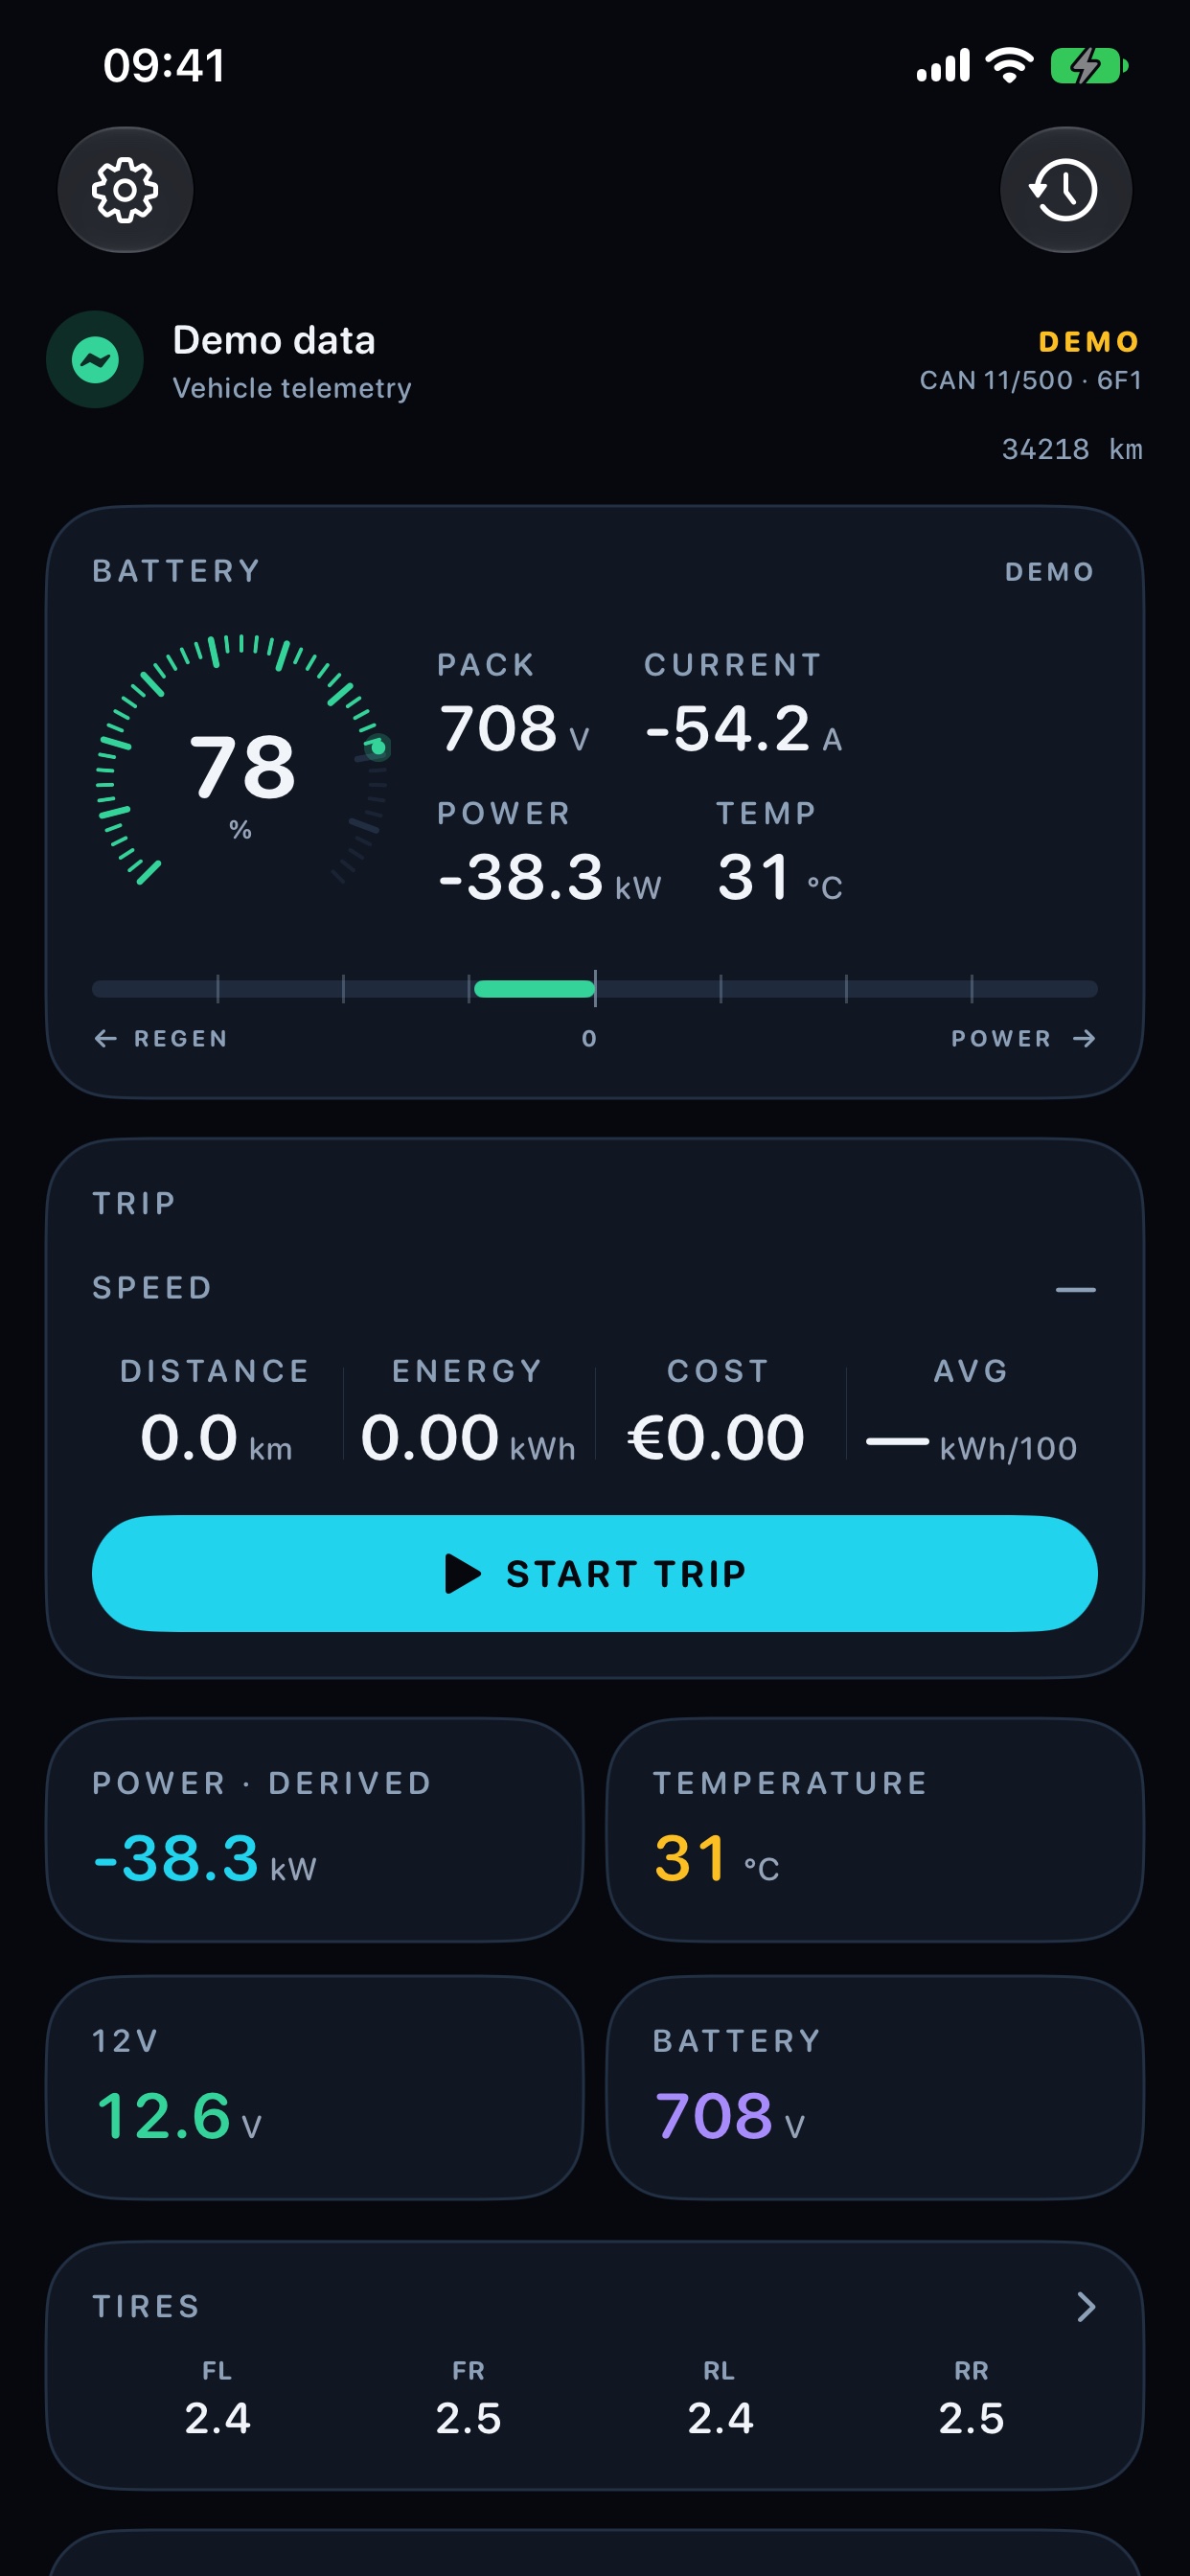 09:41
Demo data
DEMO
Vehicle telemetry
CAN 11/500 · 6F1
34218 km
BATTERY
DEMO
78
%
PACK
CURRENT
708 V
-54.2 A
POWER
TEMP
-38.3 kW
31 °C
← REGEN
0
POWER →
TRIP
SPEED
—
DISTANCE
ENERGY
COST
AVG
0.0 km
0.00 kWh
€0.00
— kWh/100
START TRIP
POWER · DERIVED
TEMPERATURE
-38.3 kW
31 °C
12V
BATTERY
12.6 V
708 V
TIRES
FL
FR
RL
RR
2.4
2.5
2.4
2.5